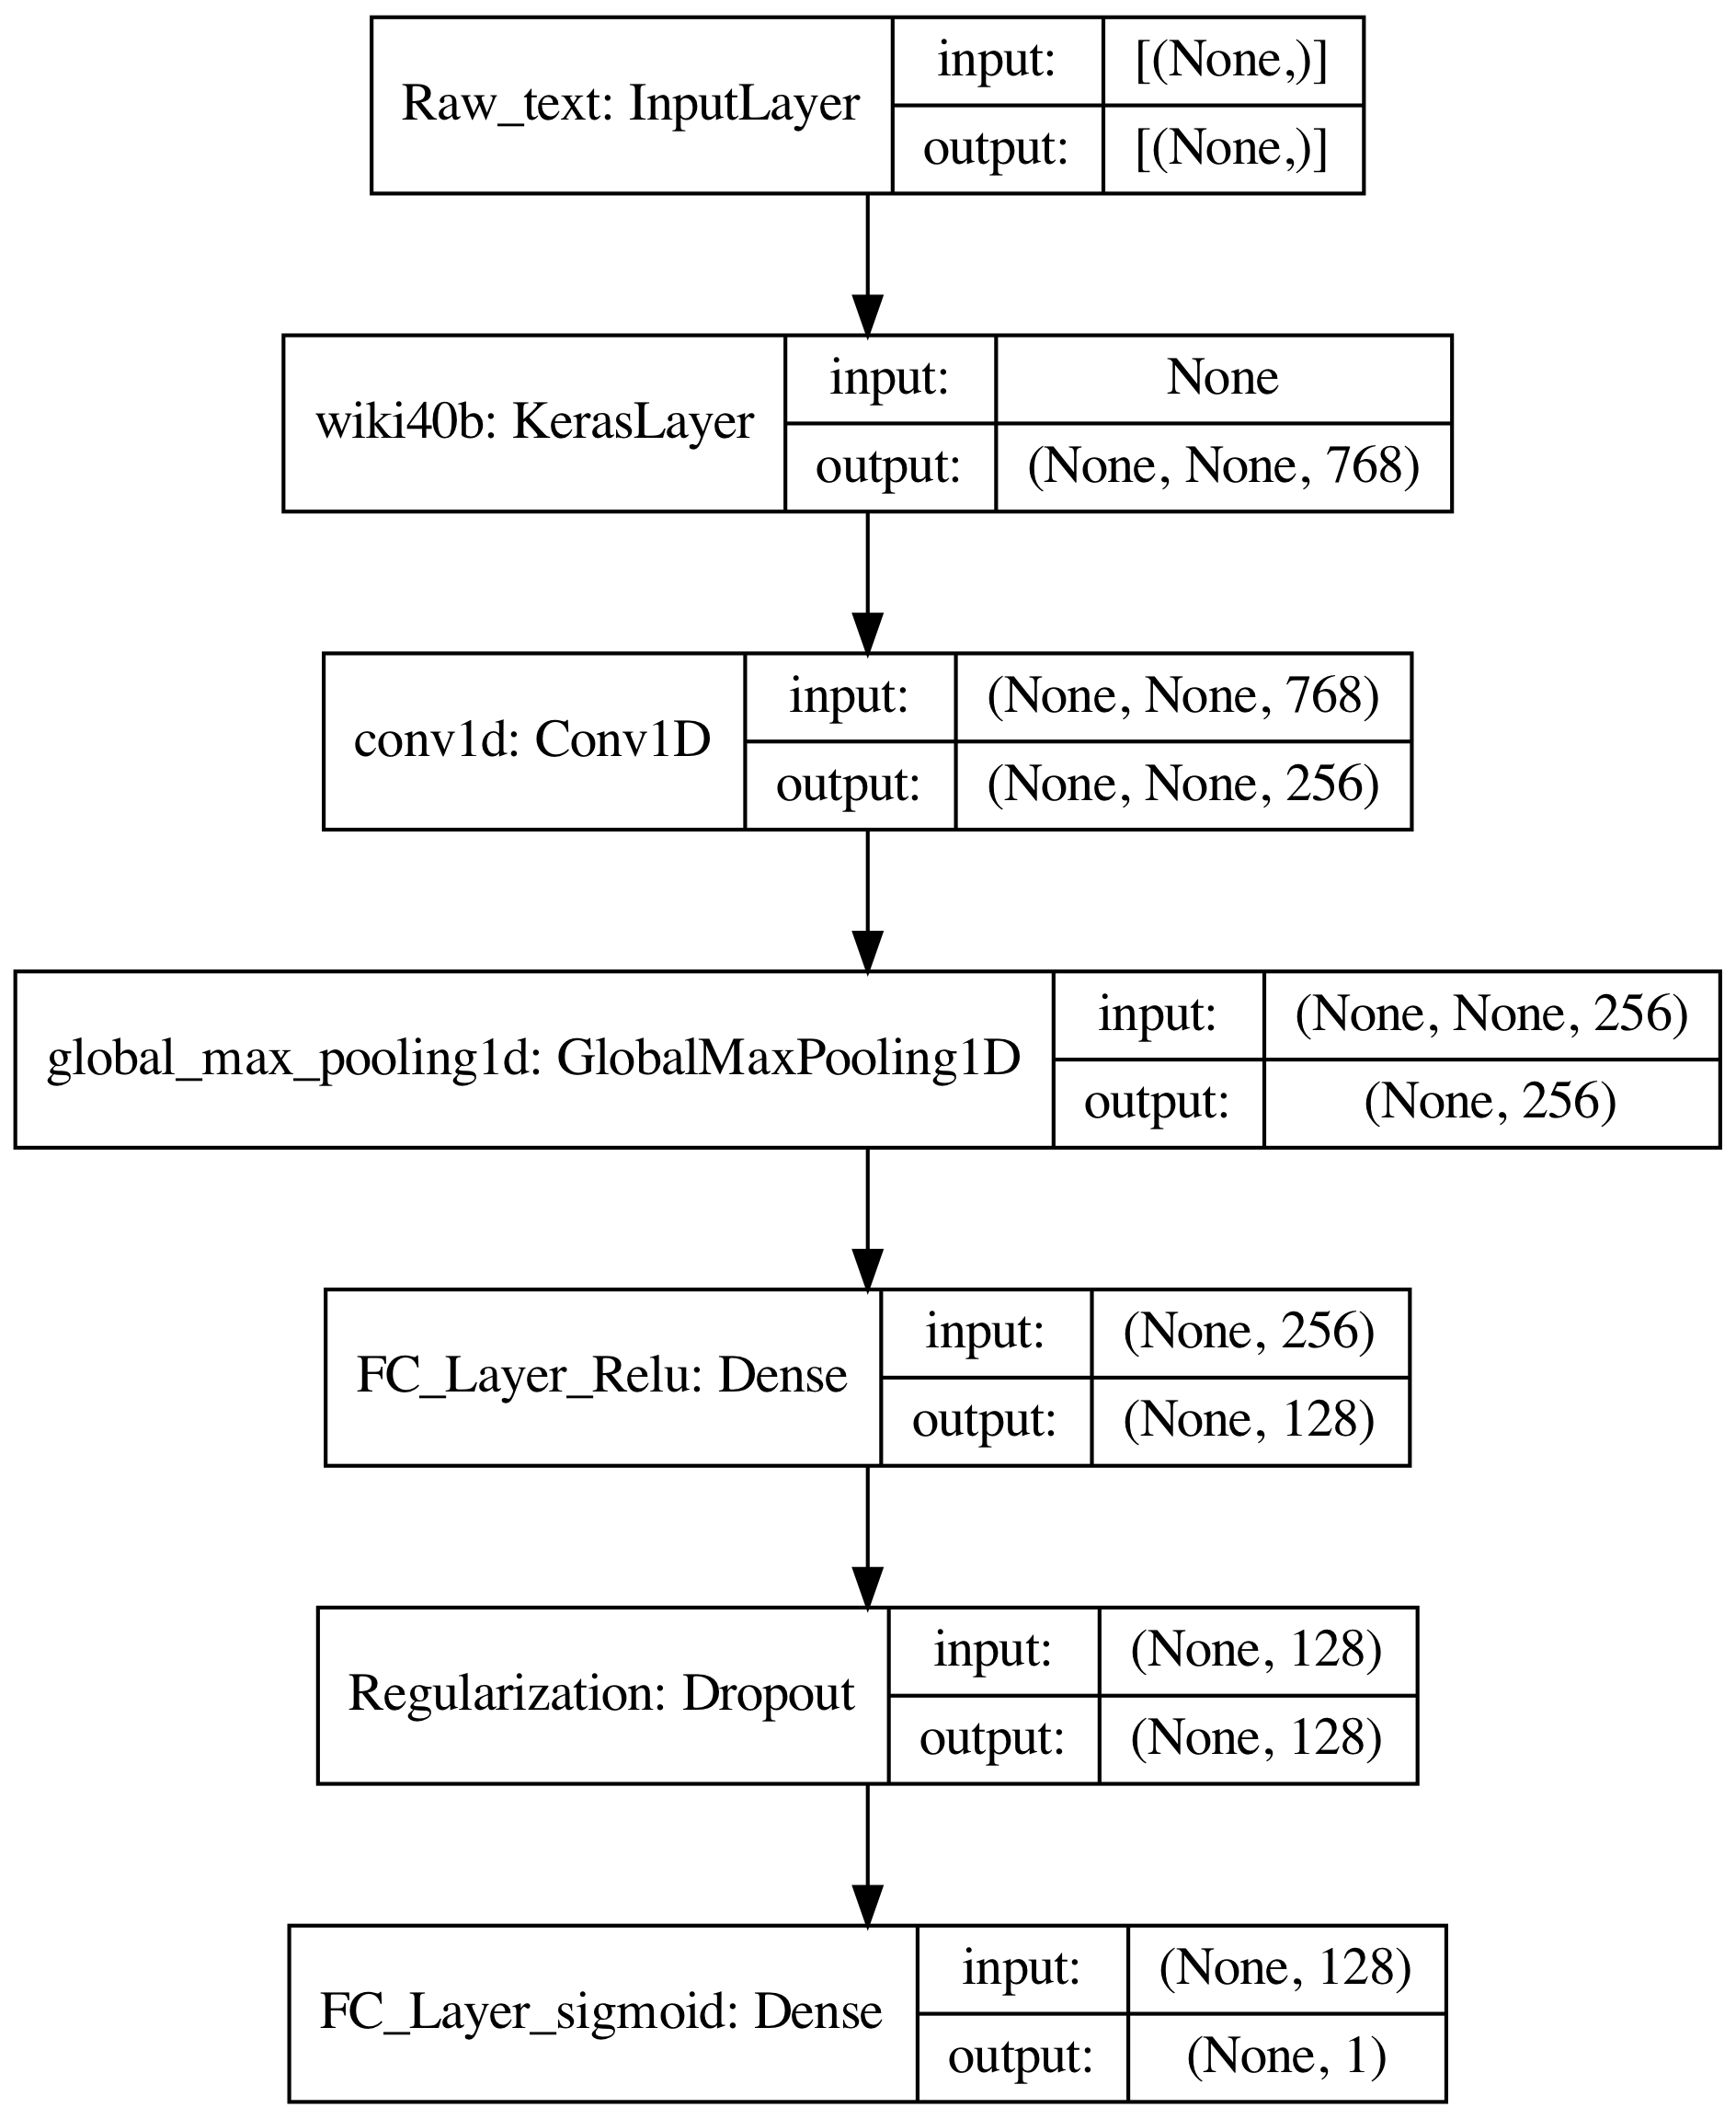 Raw_text: InputLayer
input:
[(None,)]
output:
[(None,)]
wiki40b: KerasLayer
input:
None
output:
(None, None, 768)
conv1d: Conv1D
input:
(None, None, 768)
output:
(None, None, 256)
global_max_pooling1d: GlobalMaxPooling1D
input:
(None, None, 256)
output:
(None, 256)
FC_Layer_Relu: Dense
input:
(None, 256)
output:
(None, 128)
Regularization: Dropout
input:
(None, 128)
output:
(None, 128)
FC_Layer_sigmoid: Dense
input:
(None, 128)
output:
(None, 1)